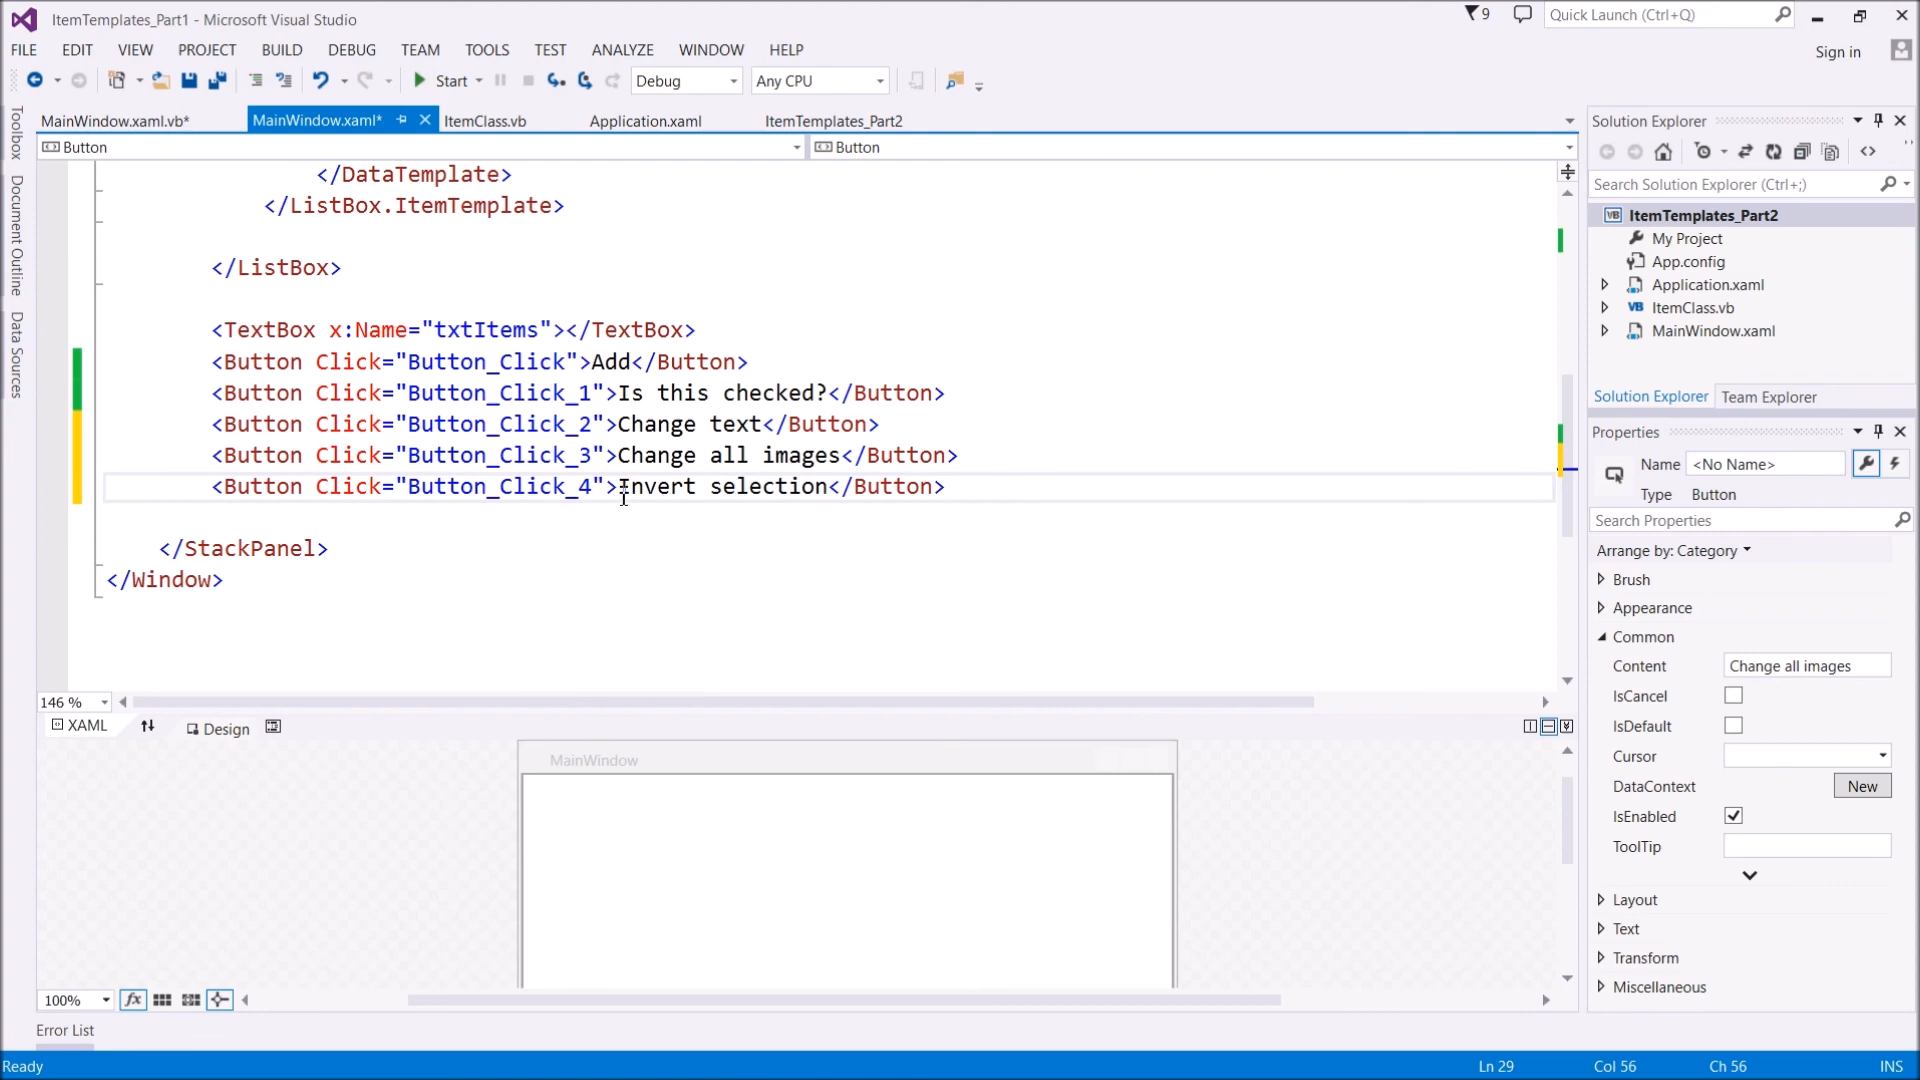 ItemTemplates_Part1 - Microsoft Visual Studio
9
Quick Launch (Ctrl+Q)
FILE EDIT VIEW PROJECT BUILD DEBUG TEAM TOOLS TEST ANALYZE WINDOW HELP
Sign in
Start Debug Any CPU
Toolbox
Document Outline
Data Sources
MainWindow.xaml.vb* MainWindow.xaml* ItemClass.vb Application.xaml ItemTemplates_Part2
Button Button
</DataTemplate>
</ListBox.ItemTemplate>
</ListBox>
<TextBox x:Name="txtItems"></TextBox>
<Button Click="Button_Click">Add</Button>
<Button Click="Button_Click_1">Is this checked?</Button>
<Button Click="Button_Click_2">Change text</Button>
<Button Click="Button_Click_3">Change all images</Button>
<Button Click="Button_Click_4">Invert selection</Button>
</StackPanel>
</Window>
146 %
XAML Design
MainWindow
100% fx
Error List
Solution Explorer
Search Solution Explorer (Ctrl+;)
VB ItemTemplates_Part2
My Project
App.config
Application.xaml
VB ItemClass.vb
MainWindow.xaml
Solution Explorer Team Explorer
Properties
Name <No Name>
Type Button
Search Properties
Arrange by: Category
Brush
Appearance
Common
Content Change all images
IsCancel
IsDefault
Cursor
DataContext New
IsEnabled
ToolTip
Layout
Text
Transform
Miscellaneous
Ready Ln 29 Col 56 Ch 56 INS